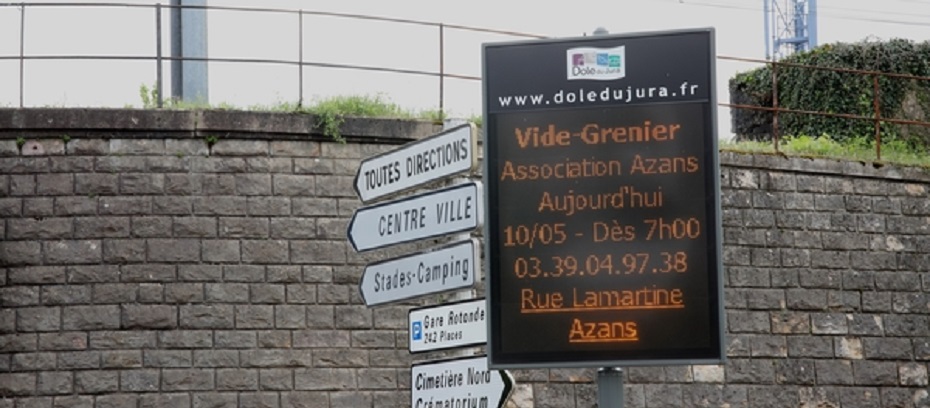 TOUTES DIRECTIONS
CENTRE VILLE
Stades-Camping
P Gare Rotonde
242 Places
Cimetière Nord
Crématorium
Dole du Jura
www.doledujura.fr
Vide-Grenier
Association Azans
Aujourd'hui
10/05 - Dès 7h00
03.39.04.97.38
Rue Lamartine
Azans